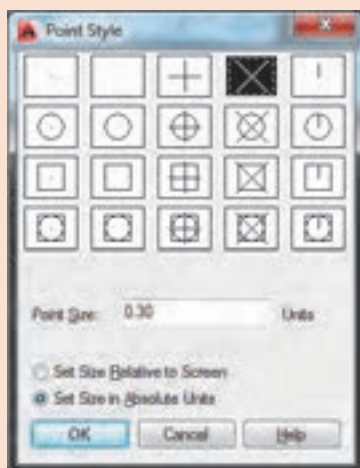 Point Style
Point Size: 0.30 Units
Set Size Relative to Screen
Set Size in Absolute Units
OK Cancel Help